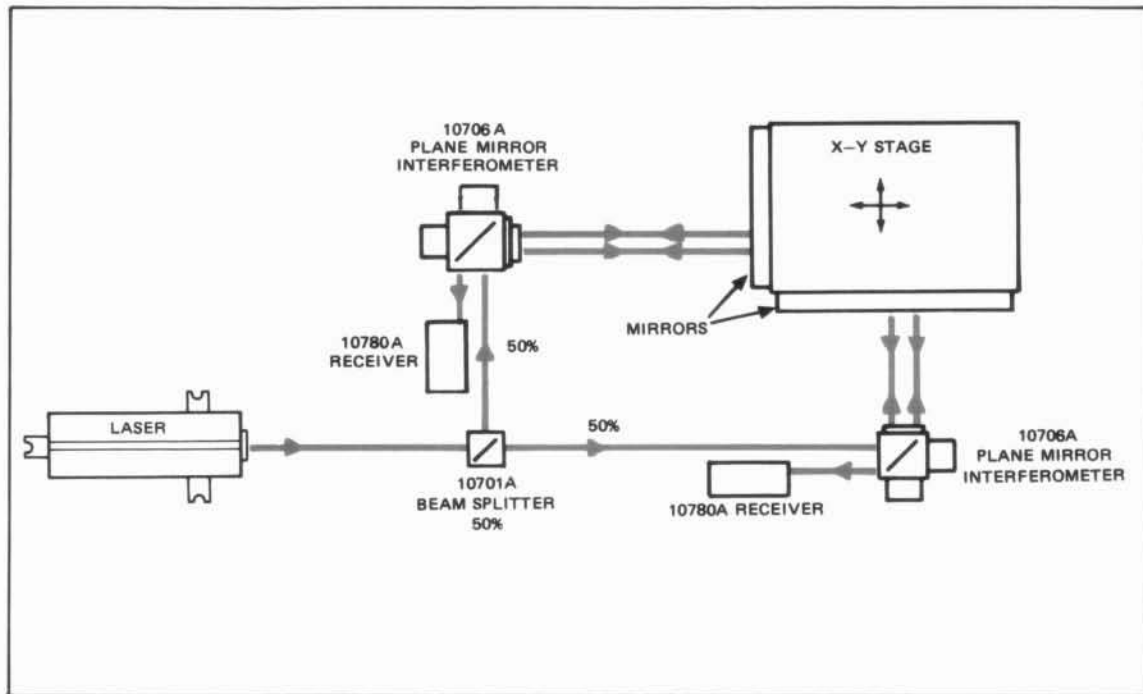 10706A
PLANE MIRROR
INTERFEROMETER
X–Y STAGE
MIRRORS
10780A
RECEIVER
50%
LASER
50%
10701A
BEAM SPLITTER
50%
10780A RECEIVER
10706A
PLANE MIRROR
INTERFEROMETER